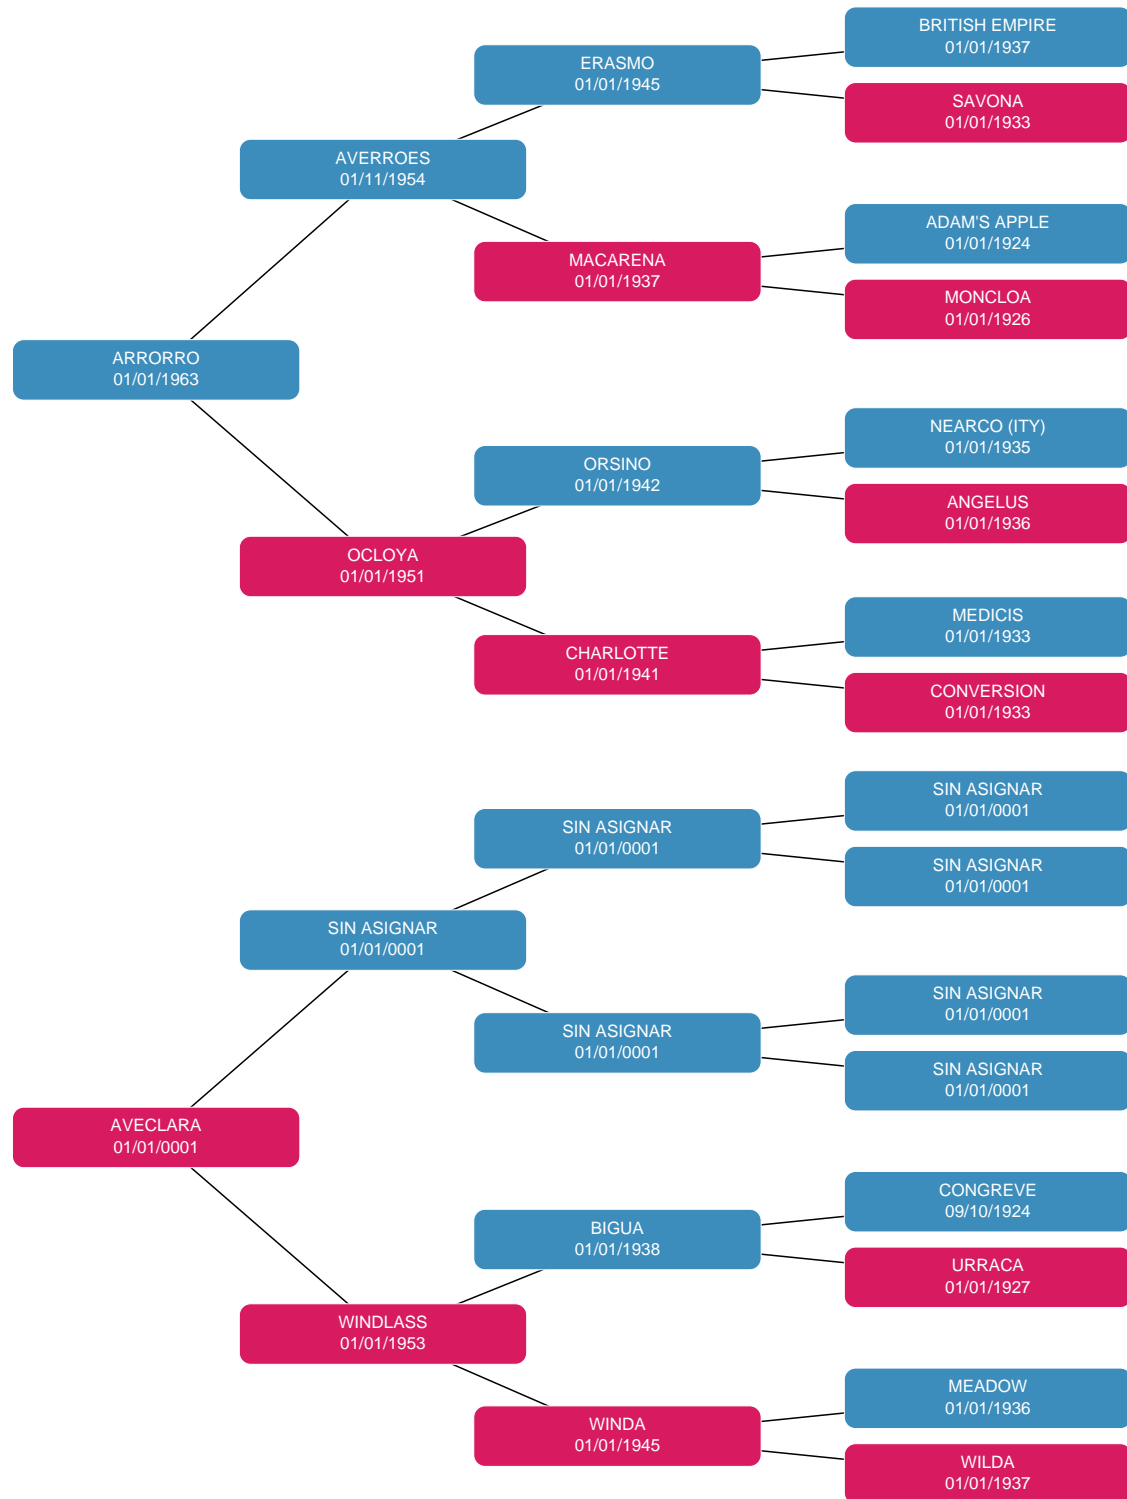 BRITISH EMPIRE
01/01/1937
ERASMO
01/01/1945
SAVONA
01/01/1933
AVERROES
01/11/1954
ADAM'S APPLE
01/01/1924
MACARENA
01/01/1937
MONCLOA
01/01/1926
ARRORRO
01/01/1963
NEARCO (ITY)
01/01/1935
ORSINO
01/01/1942
ANGELUS
01/01/1936
OCLOYA
01/01/1951
MEDICIS
01/01/1933
CHARLOTTE
01/01/1941
CONVERSION
01/01/1933
SIN ASIGNAR
01/01/0001
SIN ASIGNAR
01/01/0001
SIN ASIGNAR
01/01/0001
SIN ASIGNAR
01/01/0001
SIN ASIGNAR
01/01/0001
SIN ASIGNAR
01/01/0001
SIN ASIGNAR
01/01/0001
AVECLARA
01/01/0001
CONGREVE
09/10/1924
BIGUA
01/01/1938
URRACA
01/01/1927
WINDLASS
01/01/1953
MEADOW
01/01/1936
WINDA
01/01/1945
WILDA
01/01/1937